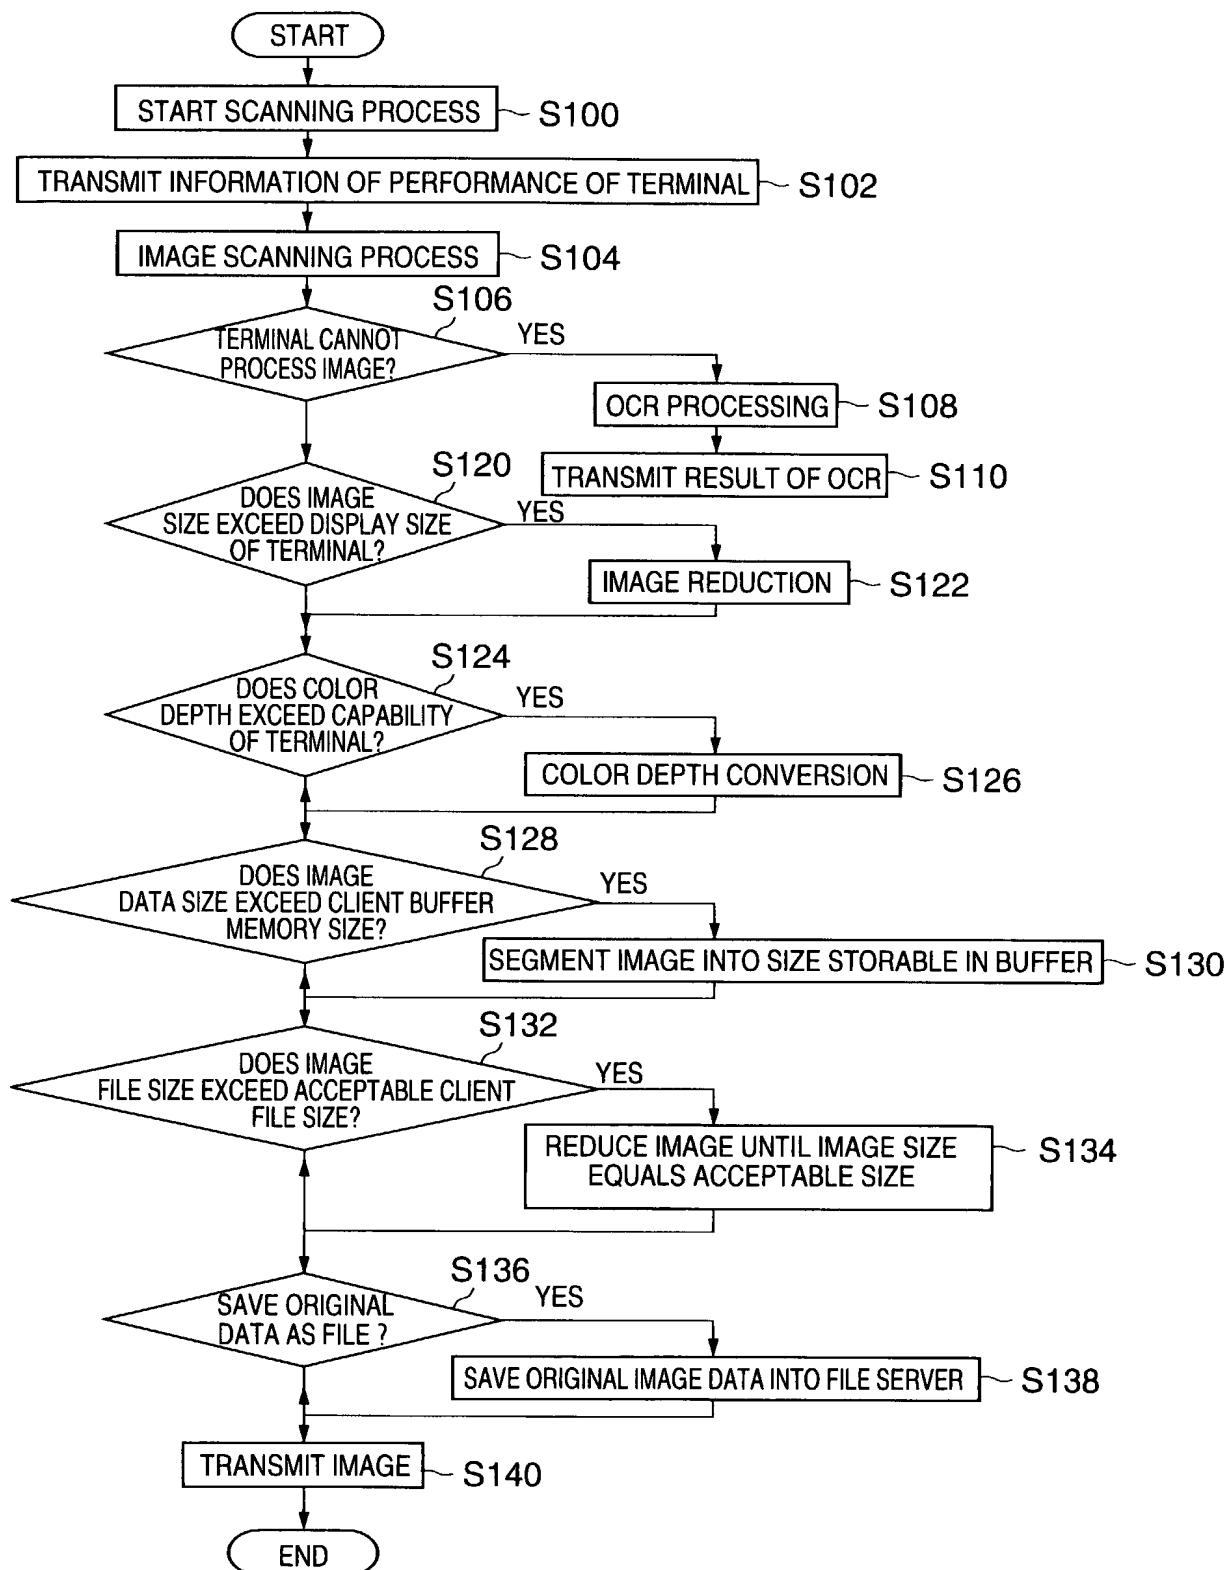 START
START SCANNING PROCESS
S100
TRANSMIT INFORMATION OF PERFORMANCE OF TERMINAL
S102
IMAGE SCANNING PROCESS
S104
S106
TERMINAL CANNOT
PROCESS IMAGE?
YES
OCR PROCESSING
S108
TRANSMIT RESULT OF OCR
S110
S120
DOES IMAGE
SIZE EXCEED DISPLAY SIZE
OF TERMINAL?
YES
IMAGE REDUCTION
S122
S124
DOES COLOR
DEPTH EXCEED CAPABILITY
OF TERMINAL?
YES
COLOR DEPTH CONVERSION
S126
S128
DOES IMAGE
DATA SIZE EXCEED CLIENT BUFFER
MEMORY SIZE?
YES
SEGMENT IMAGE INTO SIZE STORABLE IN BUFFER
S130
S132
DOES IMAGE
FILE SIZE EXCEED ACCEPTABLE CLIENT
FILE SIZE?
YES
REDUCE IMAGE UNTIL IMAGE SIZE
EQUALS ACCEPTABLE SIZE
S134
S136
SAVE ORIGINAL
DATA AS FILE ?
YES
SAVE ORIGINAL IMAGE DATA INTO FILE SERVER
S138
TRANSMIT IMAGE
S140
END